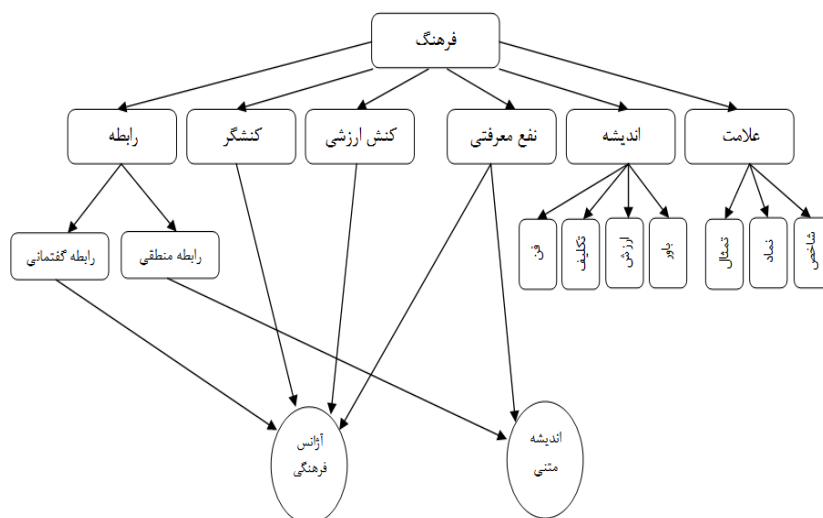 فرهنگ
علامت
اندیشه
نفع معرفتی
کنش ارزشی
کنشگر
رابطه
شاخص
نماد
تمثال
باور
ارزش
تکلیف
فن
رابطه منطقی
رابطه گفتمانی
اندیشه
متنی
آژانس
فرهنگی